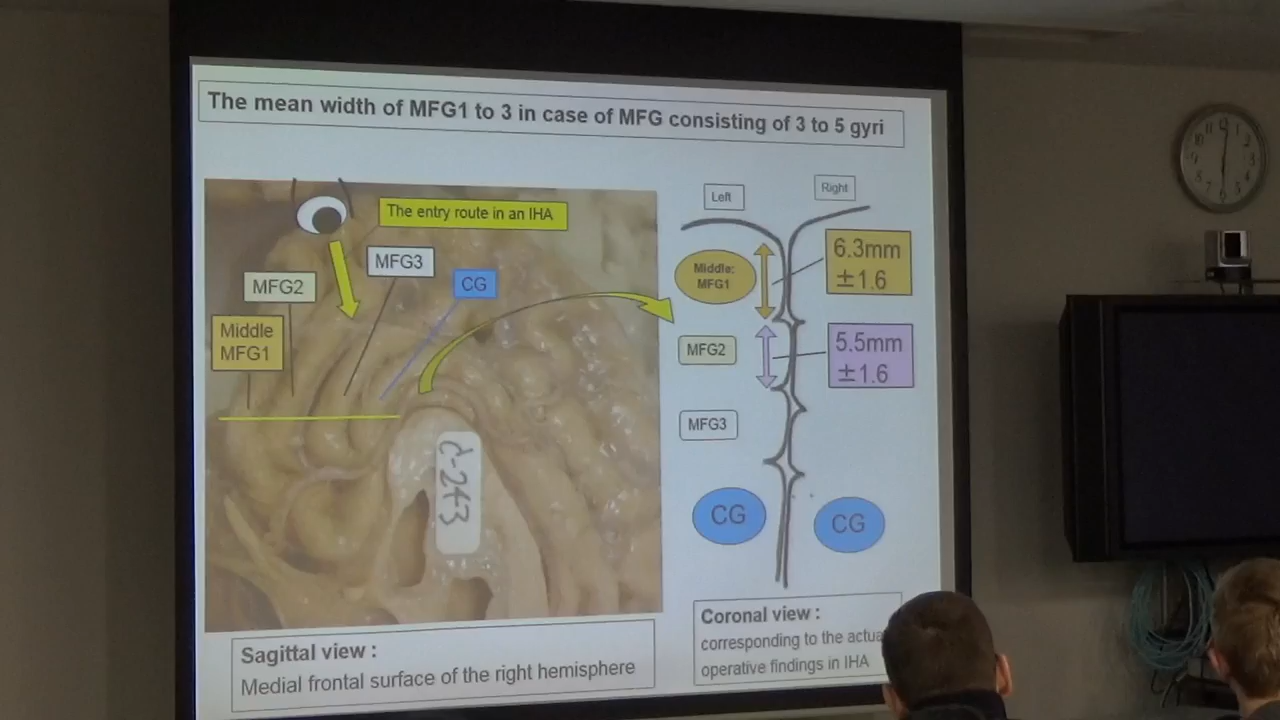 The mean width of MFG1 to 3 in case of MFG consisting of 3 to 5 gyri
The entry route in an IHA
MFG3
MFG2
CG
Middle
MFG1
C-243
Left
Right
Middle:
MFG1
6.3mm
±1.6
MFG2
5.5mm
±1.6
MFG3
CG
CG
Sagittal view :
Medial frontal surface of the right hemisphere
Coronal view :
corresponding to the actua
operative findings in IHA